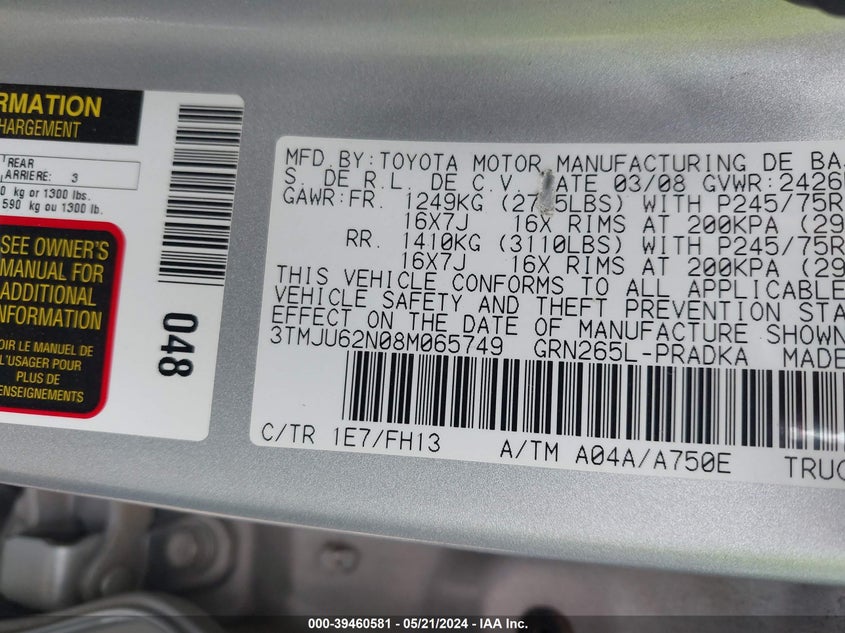 RMATION
HARGEMENT
REAR
ARRIERE: 3
0 kg or 1300 lbs.
590 kg ou 1300 lb.
SEE OWNER'S
MANUAL FOR
ADDITIONAL
INFORMATION
OIR LE MANUEL DE
L'USAGER POUR
PLUS DE
ENSEIGNEMENTS
048
MFD.BY:TOYOTA MOTOR MANUFACTURING DE BA
S. DE R.L. DE C.V. DATE 03/08 GVWR:2426
GAWR:FR. 1249KG WITH P245/75R
16X7J 16X RIMS AT 200KPA (29
RR. 1410KG (3110LBS) WITH P245/75R
16X7J 16X RIMS AT 200KPA (29
THIS VEHICLE CONFORMS TO ALL APPLICABLE
VEHICLE SAFETY AND THEFT PREVENTION STA
EFFECT ON THE DATE OF MANUFACTURE SHOWN
3TMJU62N08M065749 GRN265L-PRADKA MADE
C/TR 1E7/FH13 A/TM A04A/A750E TRUC
000-39460581 - 05/21/2024 - IAA Inc.